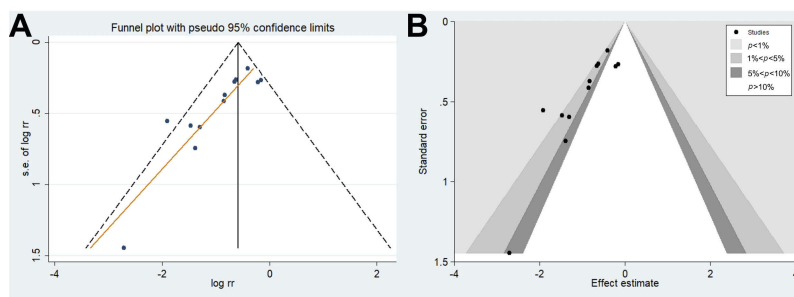 A
Funnel plot with pseudo 95% confidence limits
0
.5
1
1.5
s.e. of log rr
-4
-2
0
2
log rr
B
Studies
p<1%
1%<p<5%
5%<p<10%
p>10%
0
.5
1
1.5
Standard error
-4
-2
0
2
4
Effect estimate